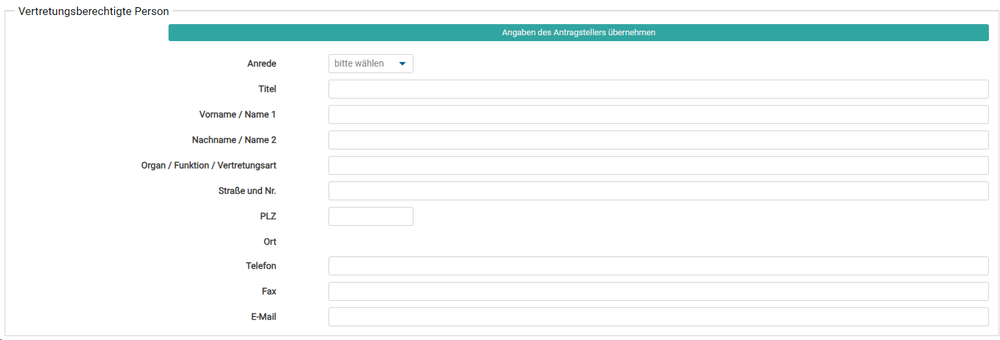 Vertretungsberechtigte Person
Angaben des Antragstellers übernehmen
Anrede bitte wählen
Titel
Vorname / Name 1
Nachname / Name 2
Organ / Funktion / Vertretungsart
Straße und Nr.
PLZ
Ort
Telefon
Fax
E-Mail